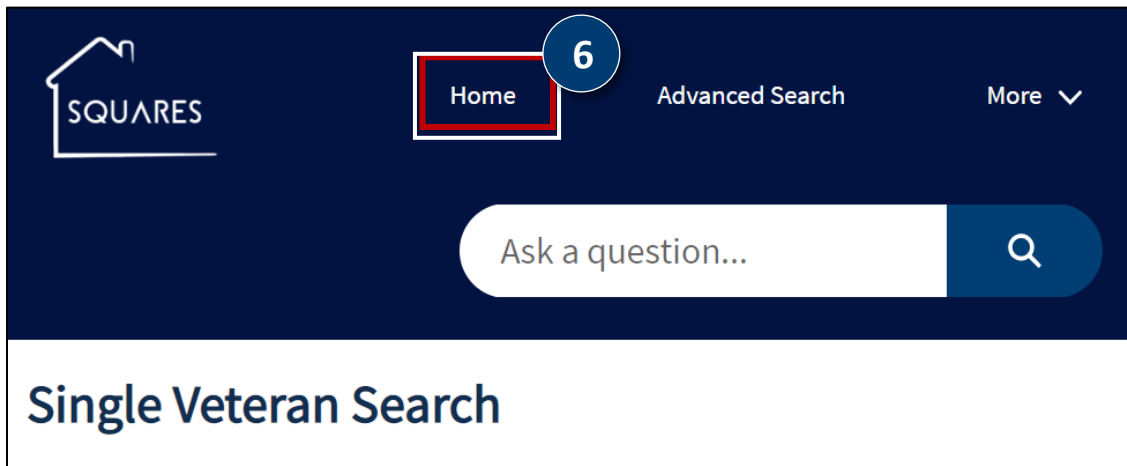 6
SQUARES
Home
Advanced Search
More
Ask a question...
Single Veteran Search